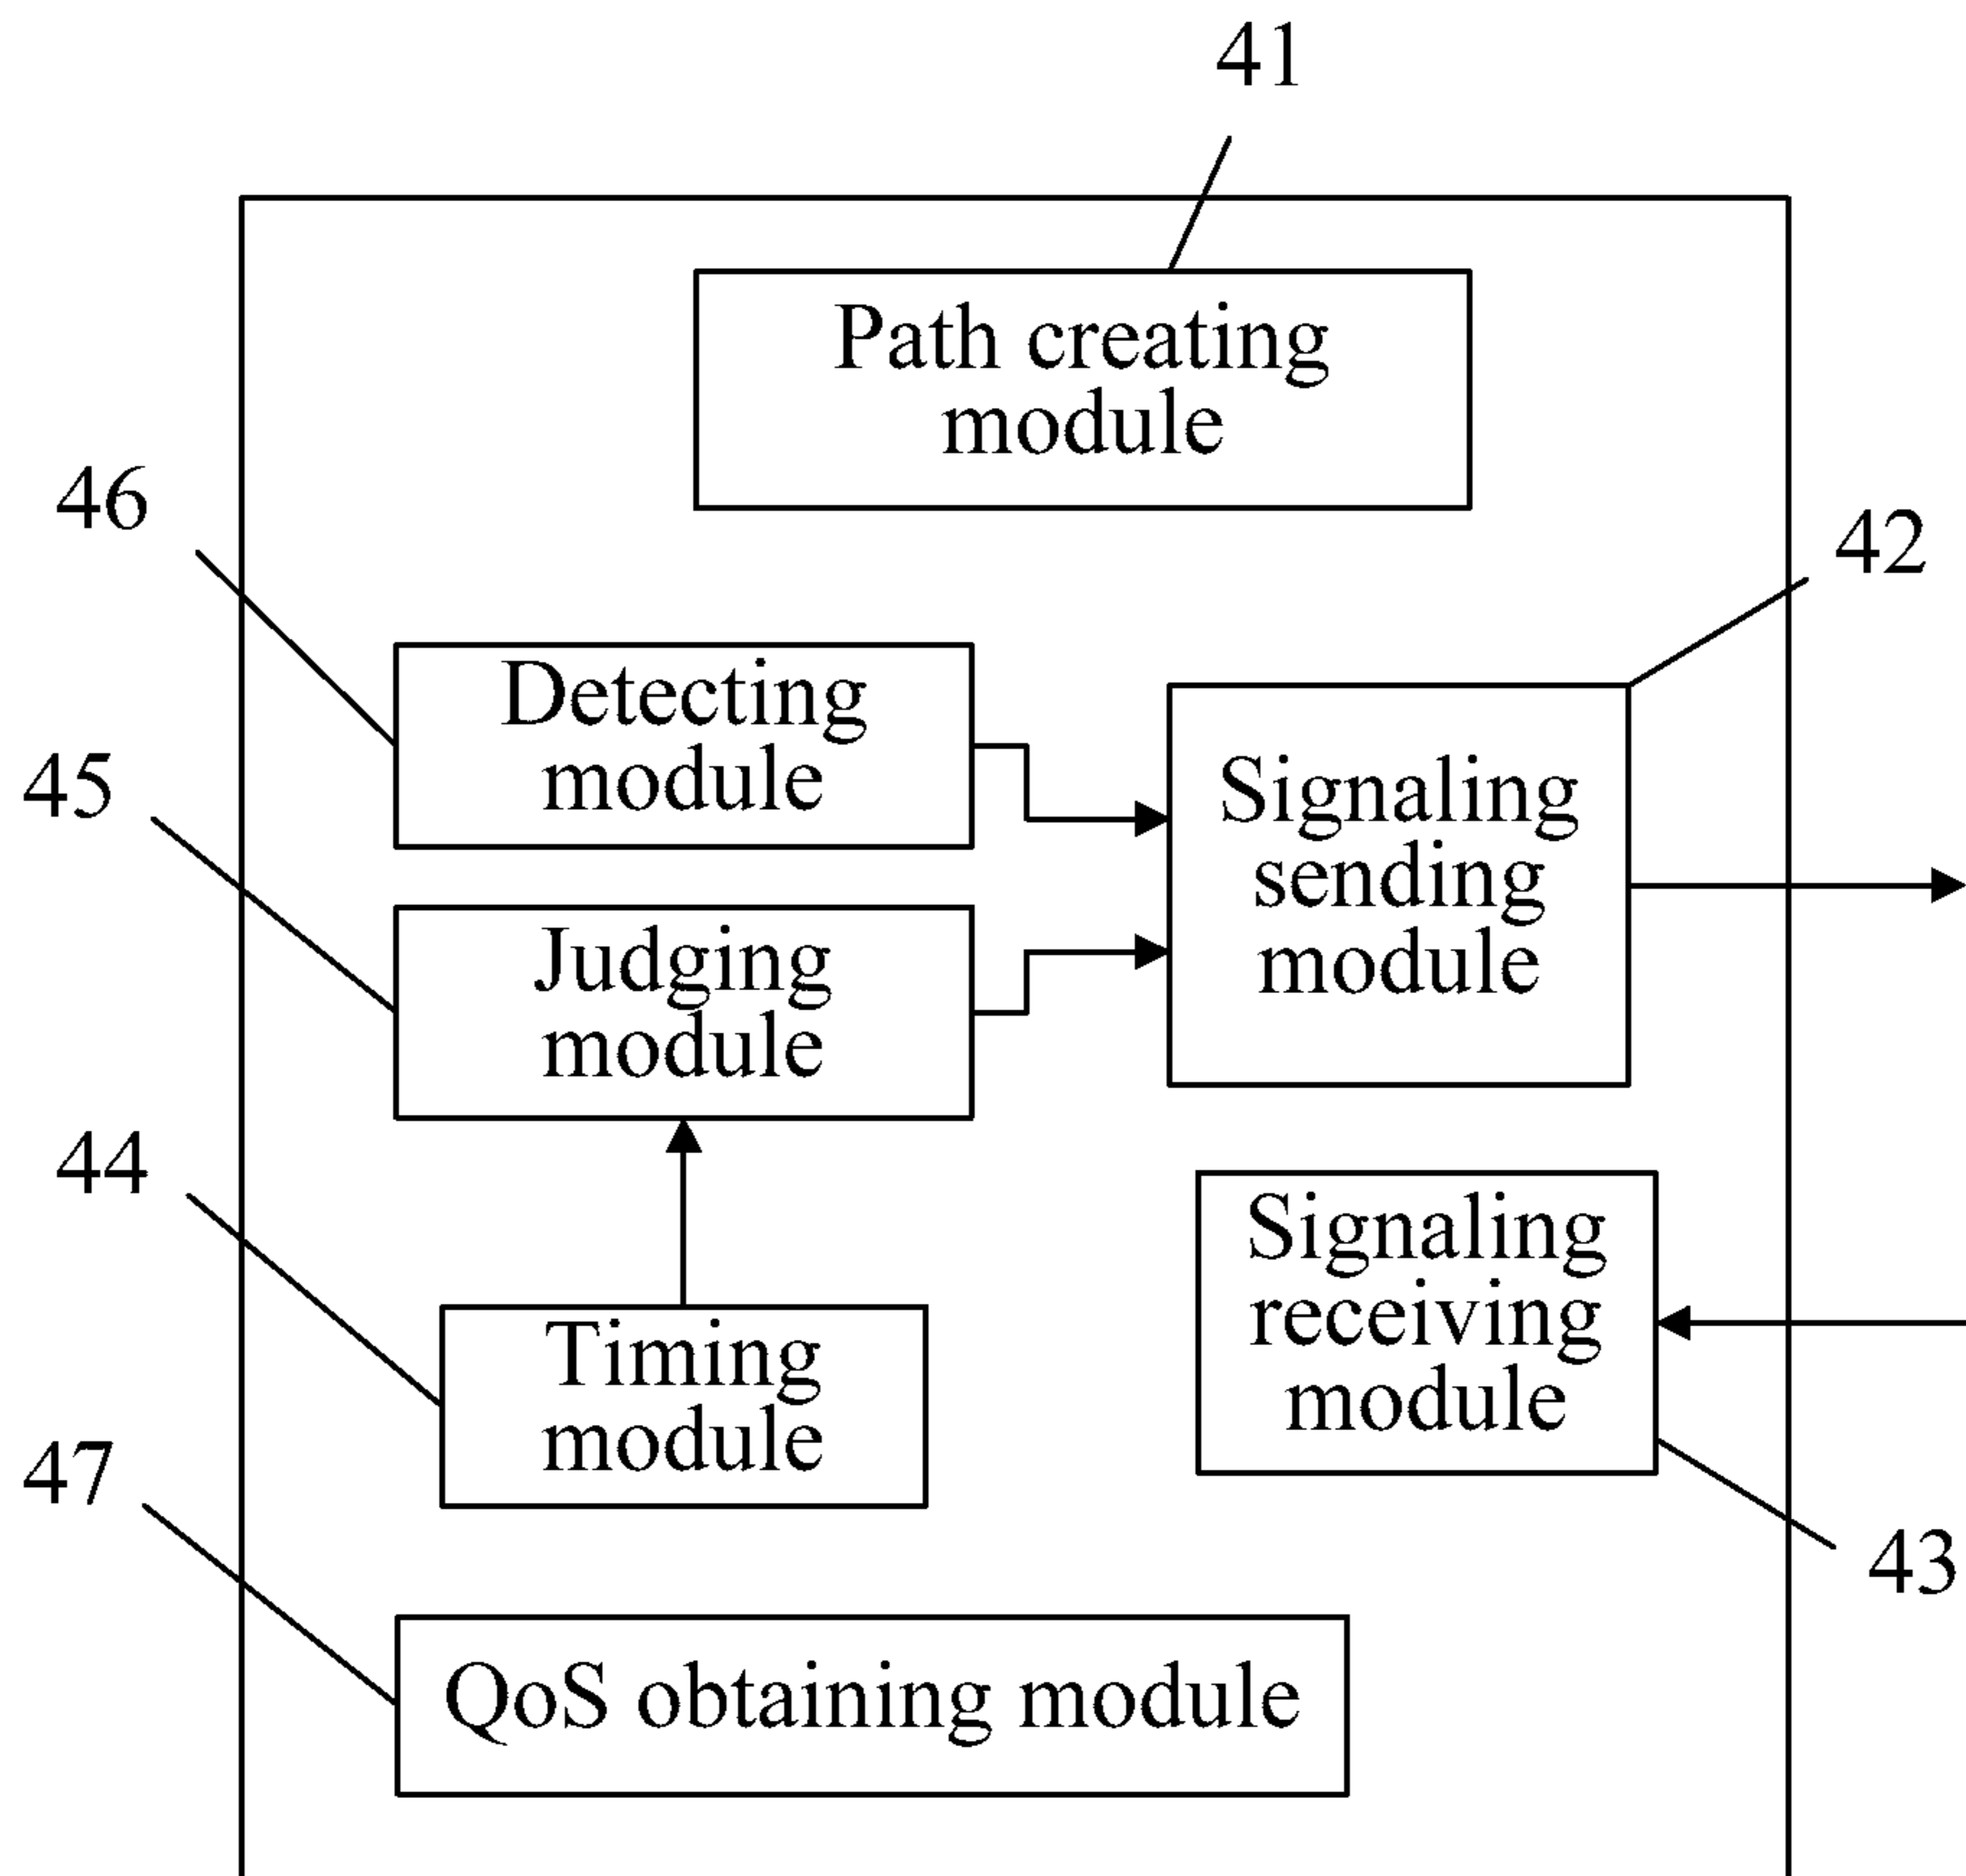 41
Path creating
module
46
42
Detecting
module
45
Signaling
sending
module
Judging
module
44
Signaling
receiving
module
Timing
module
47
43
QoS obtaining module